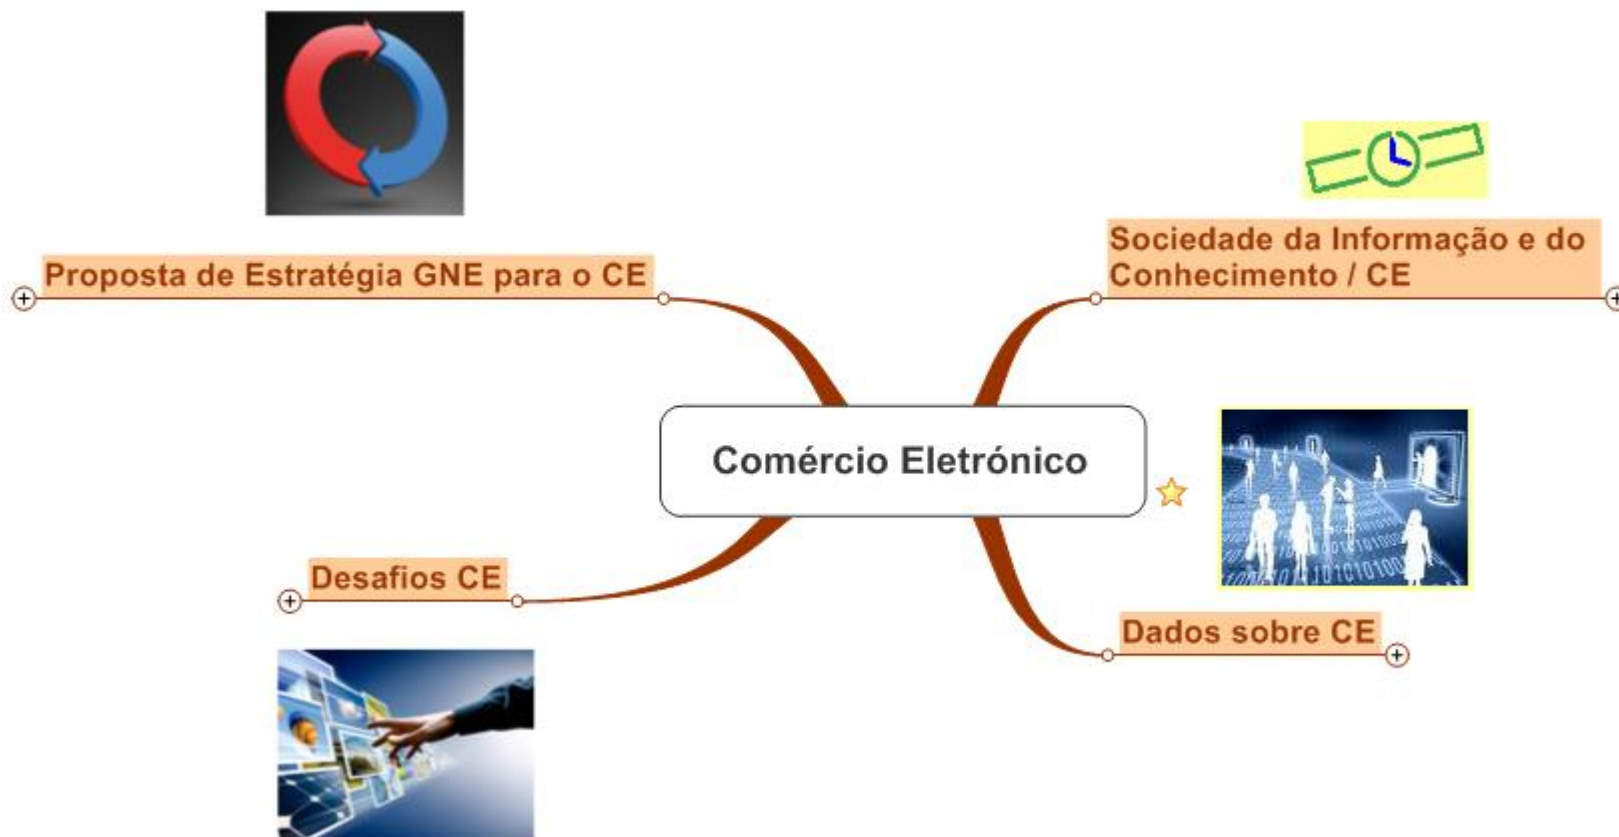 Proposta de Estratégia GNE para o CE
Sociedade da Informação e do
Conhecimento / CE
Comércio Eletrónico
Desafios CE
Dados sobre CE